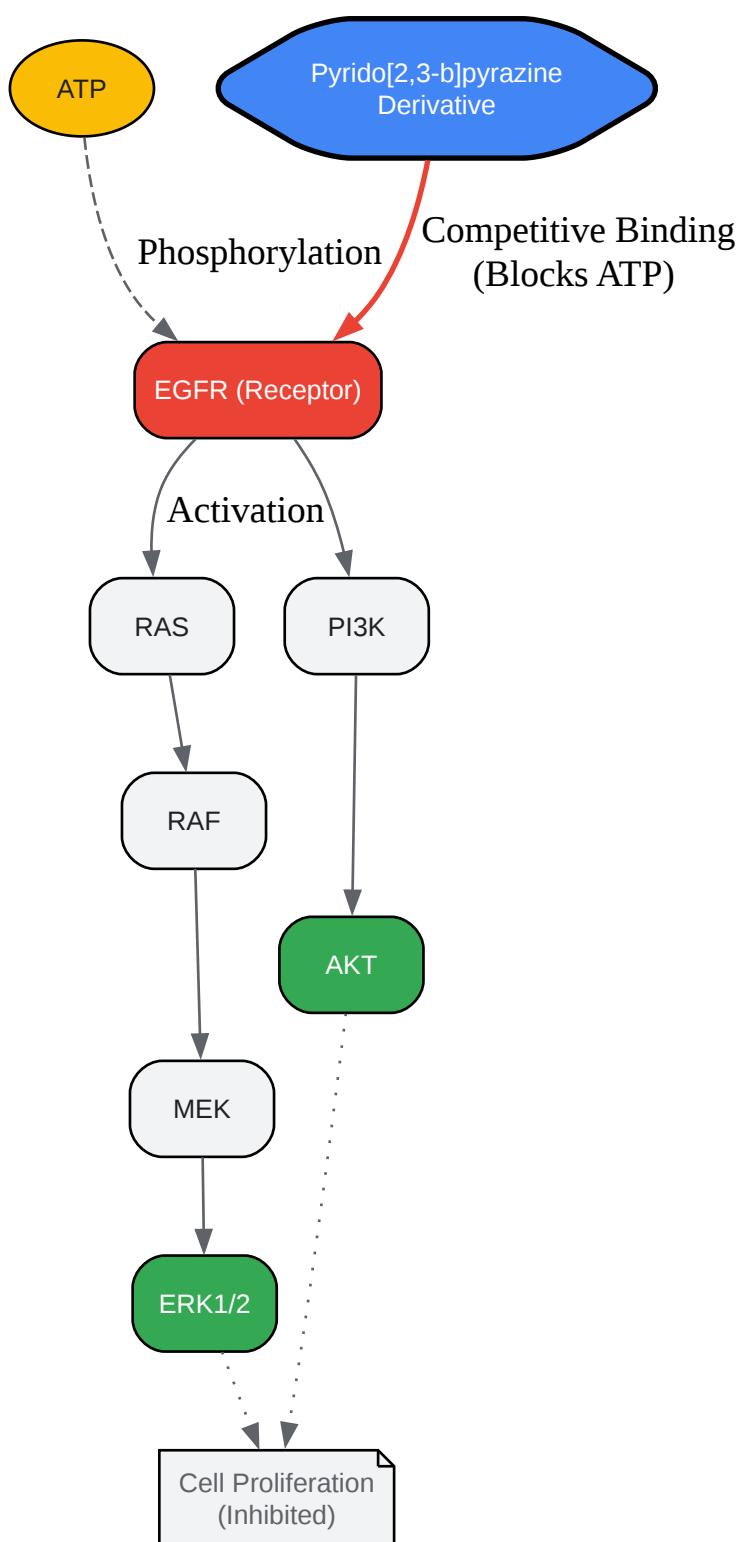 ATP
Pyrido[2,3-b]pyrazine
Derivative
Phosphorylation
Competitive Binding
(Blocks ATP)
EGFR (Receptor)
Activation
RAS
PI3K
RAF
AKT
MEK
ERK1/2
Cell Proliferation
(Inhibited)